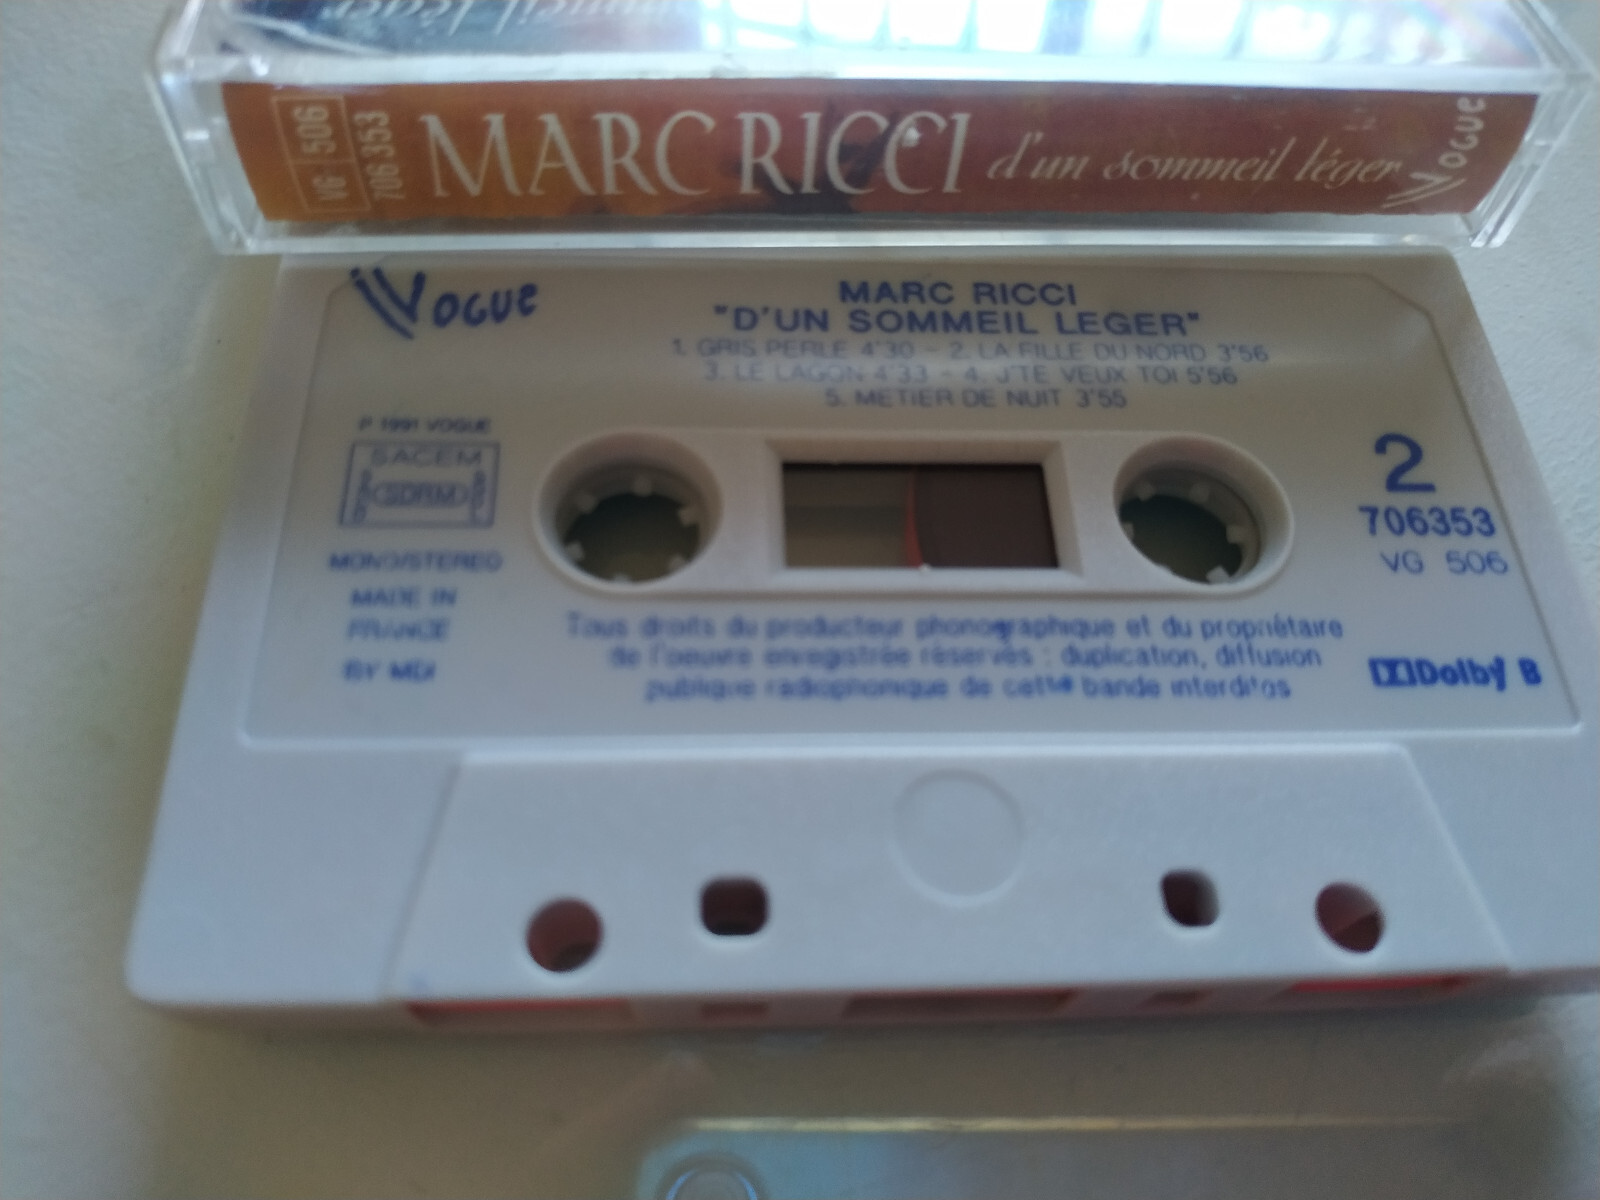 sommeil léger
VG 506
706 353
MARC RICCI d'un sommeil léger
VOGUE
VOGUE
MARC RICCI
"D'UN SOMMEIL LEGER"
1. GRIS PERLE 4'30 - 2. LA FILLE DU NORD 3'56
3. LE LAGON 4'33 - 4. J'TE VEUX TOI 5'56
5. METIER DE NUIT 3'55
P 1991 VOGUE
SACEM
SDRM
MONO/STEREO
MADE IN
FRANCE
BY MDI
2
706353
VG 506
Tous droits du producteur phonographique et du propriétaire
de l'oeuvre enregistrée réservés : duplication, diffusion
publique radiophonique de cette bande interdites
Dolby B